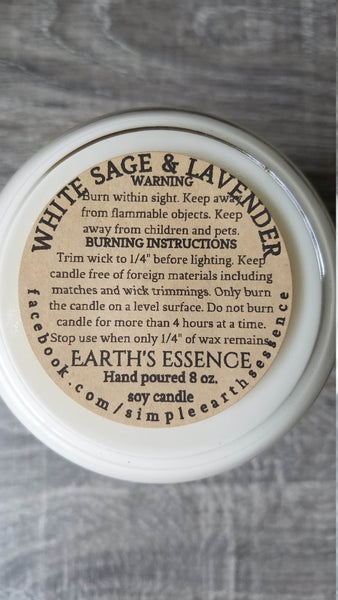 WHITE SAGE & LAVENDER
WARNING
Burn within sight. Keep away
from flammable objects. Keep
away from children and pets.
BURNING INSTRUCTIONS
Trim wick to 1/4" before lighting. Keep
candle free of foreign materials including
matches and wick trimmings. Only burn
the candle on a level surface. Do not burn
candle for more than 4 hours at a time.
Stop use when only 1/4" of wax remains.
EARTH'S ESSENCE
Hand poured 8 oz.
soy candle
facebook.com/simpleearthsessence